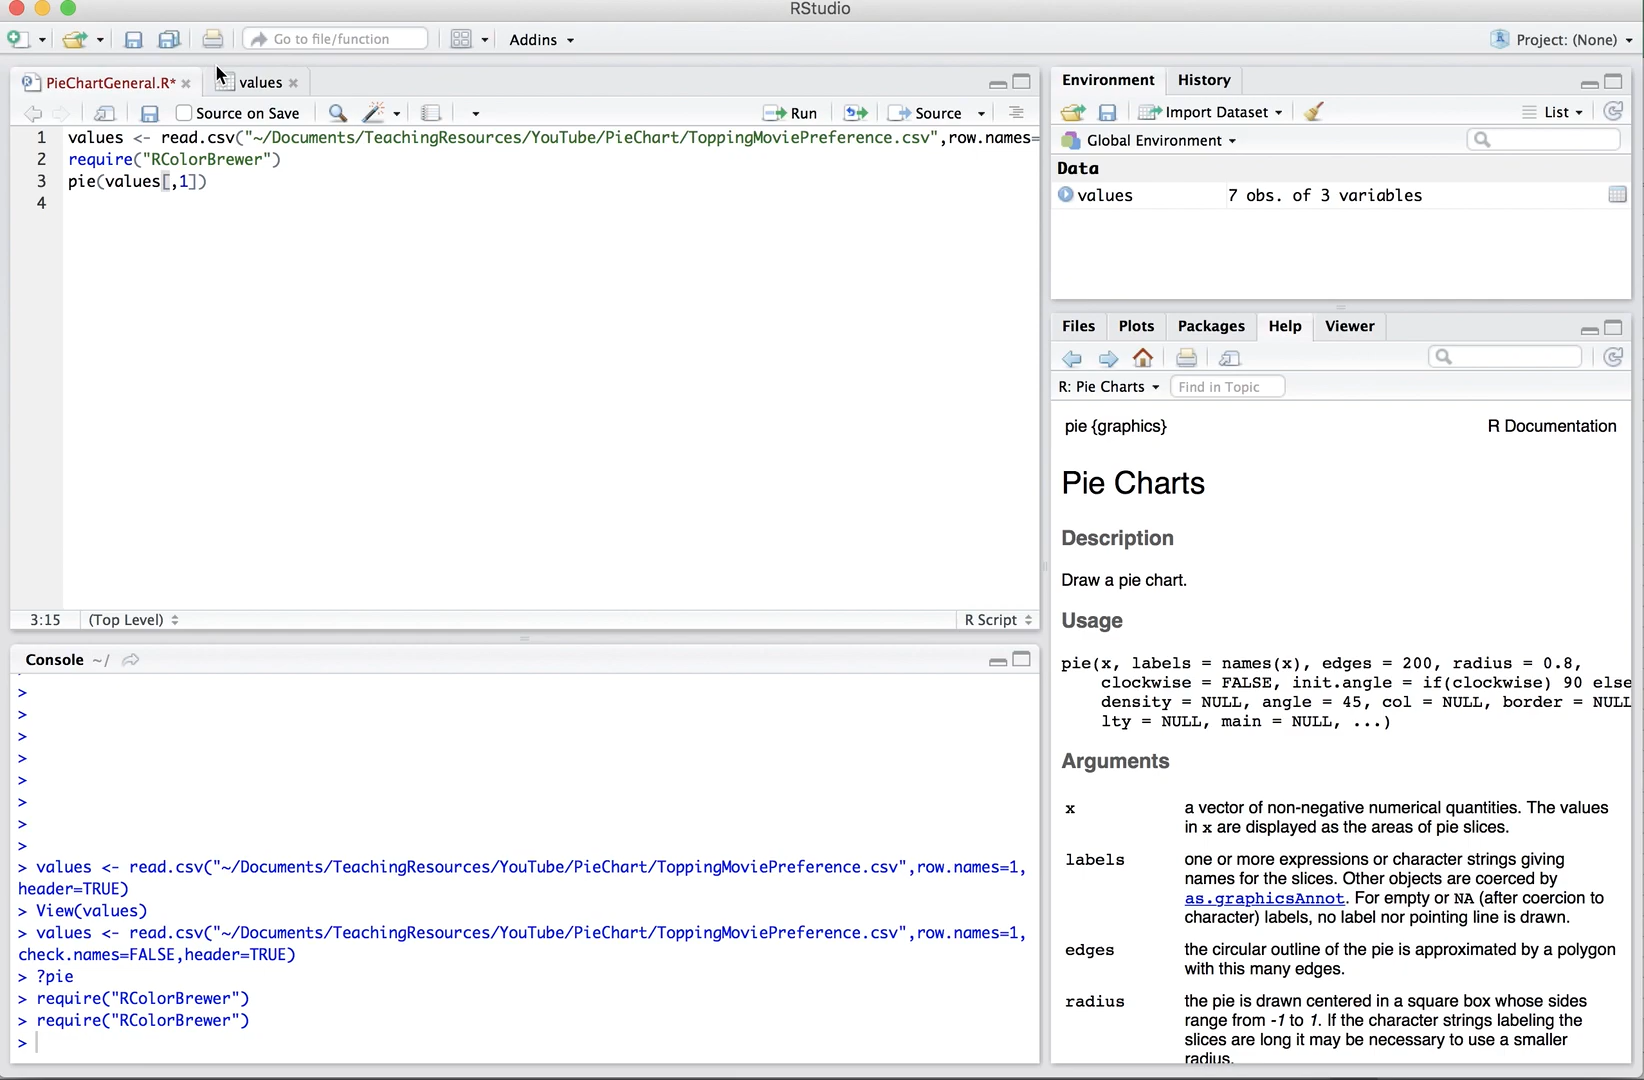 RStudio
Go to file/function
Addins
Project: (None)
PieChartGeneral.R*
values
Source on Save
Run
Source
1 values <- read.csv("~/Documents/TeachingResources/YouTube/PieChart/ToppingMoviePreference.csv",row.names=
2 require("RColorBrewer")
3 pie(values[,1])
4
3:15
(Top Level)
R Script
Console ~/
>
>
>
>
>
>
>
>
> values <- read.csv("~/Documents/TeachingResources/YouTube/PieChart/ToppingMoviePreference.csv",row.names=1,
header=TRUE)
> View(values)
> values <- read.csv("~/Documents/TeachingResources/YouTube/PieChart/ToppingMoviePreference.csv",row.names=1,
check.names=FALSE,header=TRUE)
> ?pie
> require("RColorBrewer")
> require("RColorBrewer")
>
Environment History
Import Dataset
List
Global Environment
Data
values 7 obs. of 3 variables
Files Plots Packages Help Viewer
R: Pie Charts
Find in Topic
pie {graphics}
R Documentation
Pie Charts
Description
Draw a pie chart.
Usage
pie(x, labels = names(x), edges = 200, radius = 0.8,
clockwise = FALSE, init.angle = if(clockwise) 90 else
density = NULL, angle = 45, col = NULL, border = NULL
lty = NULL, main = NULL, ...)
Arguments
x a vector of non-negative numerical quantities. The values
in x are displayed as the areas of pie slices.
labels one or more expressions or character strings giving
names for the slices. Other objects are coerced by
as.graphicsAnnot. For empty or NA (after coercion to
character) labels, no label nor pointing line is drawn.
edges the circular outline of the pie is approximated by a polygon
with this many edges.
radius the pie is drawn centered in a square box whose sides
range from -1 to 1. If the character strings labeling the
slices are long it may be necessary to use a smaller
radius.